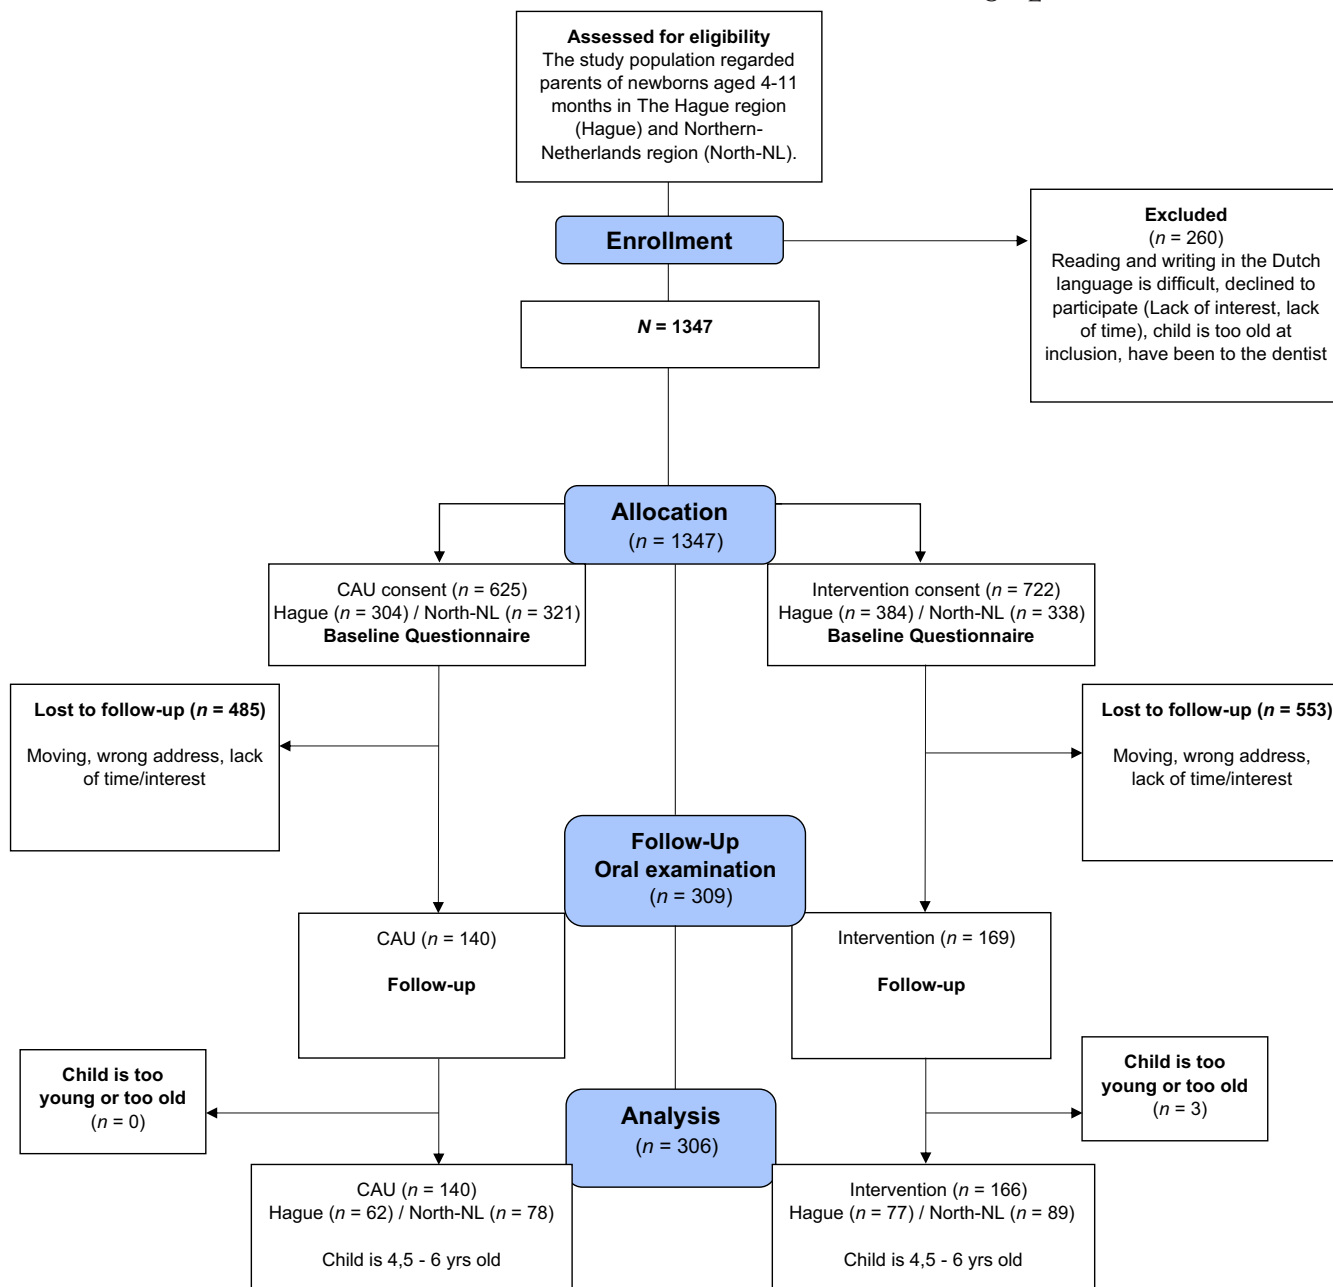 Assessed for eligibility
The study population regarded
parents of newborns aged 4-11
months in The Hague region
(Hague) and Northern-
Netherlands region (North-NL).
Enrollment
Excluded
(n = 260)
Reading and writing in the Dutch
language is difficult, declined to
participate (Lack of interest, lack
of time), child is too old at
inclusion, have been to the dentist
N = 1347
Allocation
(n = 1347)
CAU consent (n = 625)
Hague (n = 304) / North-NL (n = 321)
Baseline Questionnaire
Intervention consent (n = 722)
Hague (n = 384) / North-NL (n = 338)
Baseline Questionnaire
Lost to follow-up (n = 485)
Moving, wrong address, lack
of time/interest
Lost to follow-up (n = 553)
Moving, wrong address,
lack of time/interest
Follow-Up
Oral examination
(n = 309)
CAU (n = 140)
Follow-up
Intervention (n = 169)
Follow-up
Child is too
young or too old
(n = 0)
Child is too
young or too old
(n = 3)
Analysis
(n = 306)
CAU (n = 140)
Hague (n = 62) / North-NL (n = 78)
Child is 4,5 - 6 yrs old
Intervention (n = 166)
Hague (n = 77) / North-NL (n = 89)
Child is 4,5 - 6 yrs old